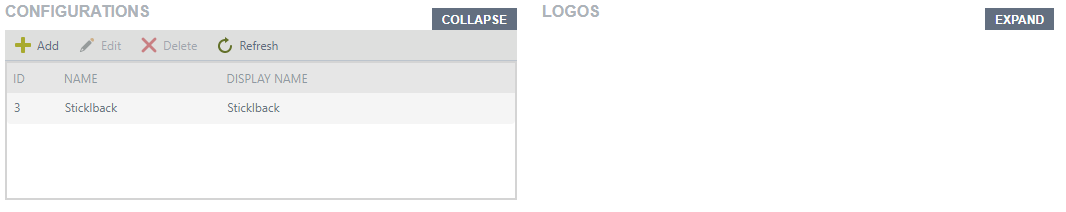 CONFIGURATIONS
COLLAPSE
LOGOS
EXPAND
Add Edit Delete Refresh
ID NAME DISPLAY NAME
3 Sticklback Sticklback